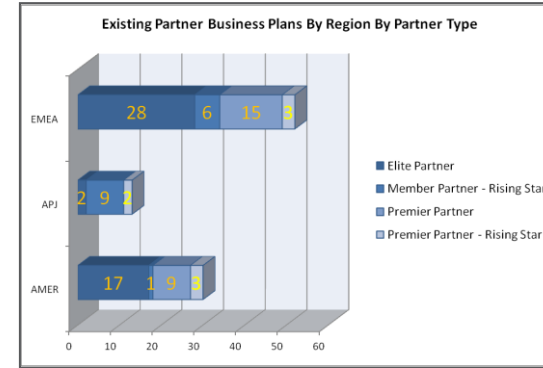 Existing Partner Business Plans By Region By Partner Type
EMEA
28 6 15 3
APJ
2 9 2
AMER
17 1 9 3
0 10 20 30 40 50 60
Elite Partner
Member Partner - Rising Star
Premier Partner
Premier Partner - Rising Star